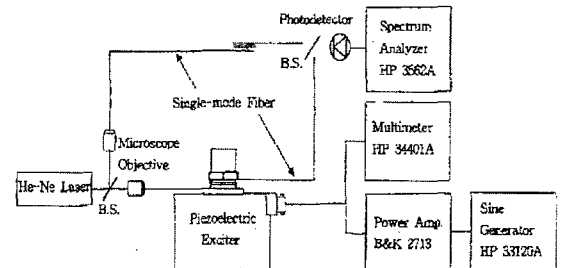 Photodetector
Spectrum
Analyzer
HP 3562A
B.S.
Single-mode Fiber
Multimeter
HP 34401A
Microscope
Objective
He-Ne Laser
B.S.
Piezoelectric
Exciter
Power Amp.
B&K 2713
Sine
Generator
HP 33120A